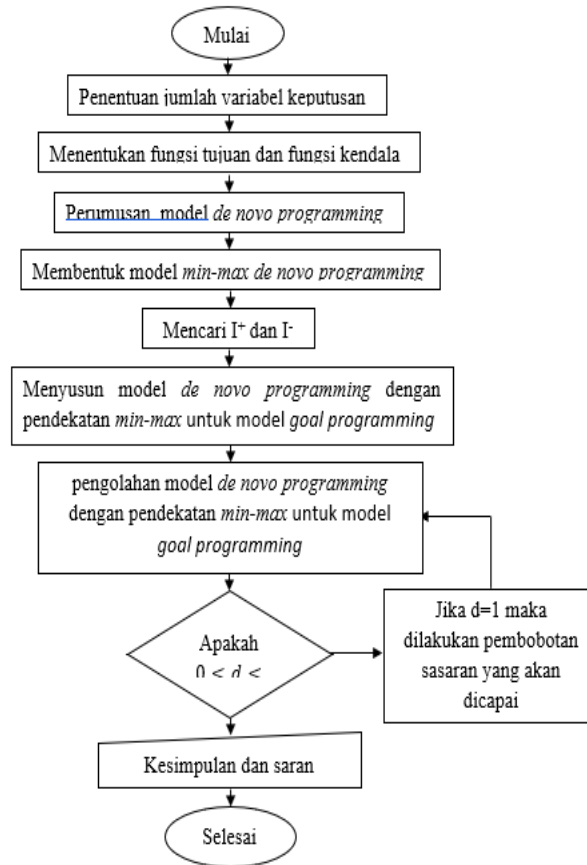 Mulai
Penentuan jumlah variabel keputusan
Menentukan fungsi tujuan dan fungsi kendala
Perumusan model de novo programming
Membentuk model min-max de novo programming
Mencari I⁺ dan I⁻
Menyusun model de novo programming dengan
pendekatan min-max untuk model goal programming
pengolahan model de novo programming
dengan pendekatan min-max untuk model
goal programming
Apakah
0 < d <
Jika d=1 maka
dilakukan pembobotan
sasaran yang akan
dicapai
Kesimpulan dan saran
Selesai